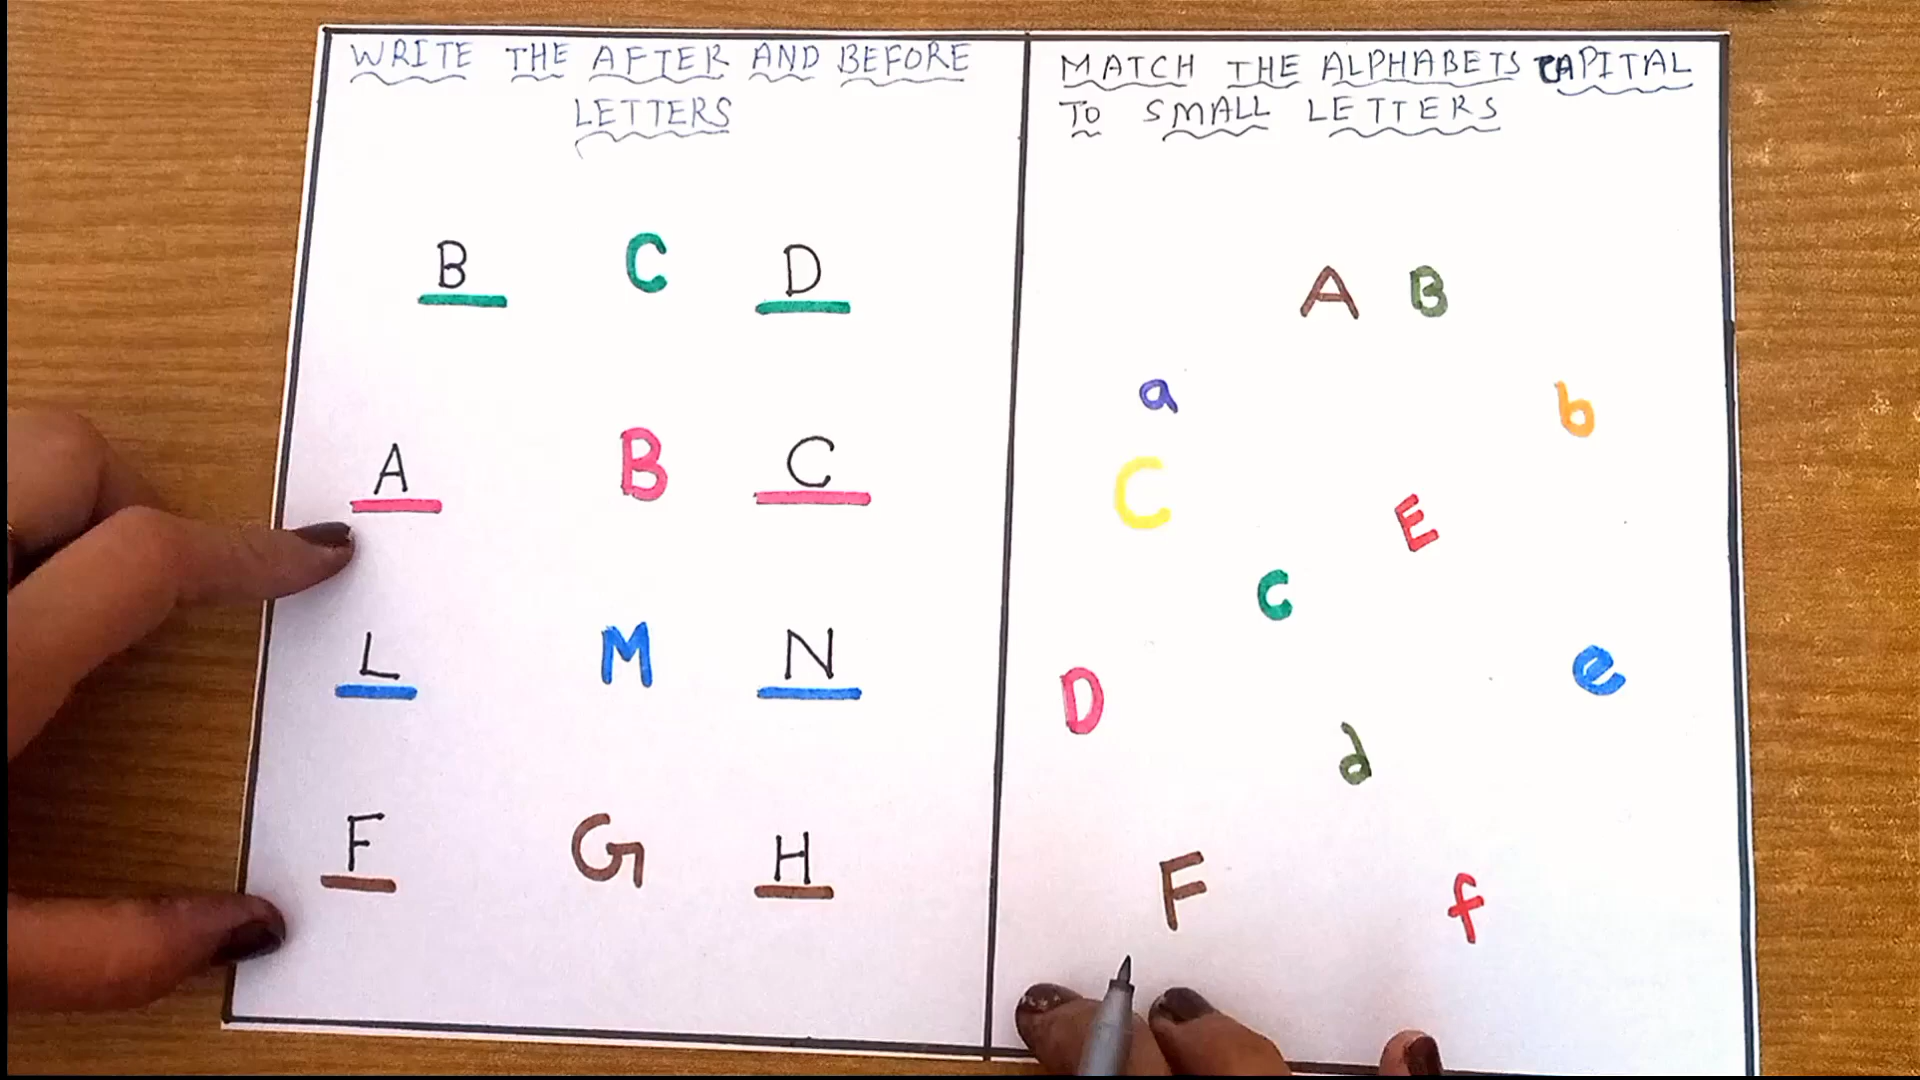 WRITE THE AFTER AND BEFORE
LETTERS
B C D
A B C
L M N
F G H
MATCH THE ALPHABETS CAPITAL
TO SMALL LETTERS
A B
a b
C E
c
D e
d
F f